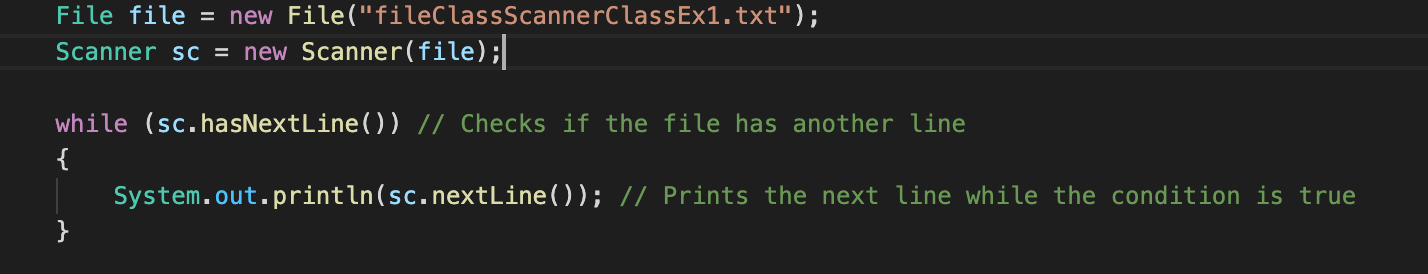 File file = new File("fileClassScannerClassEx1.txt");
Scanner sc = new Scanner(file);
while (sc.hasNextLine()) // Checks if the file has another line
{
    System.out.println(sc.nextLine()); // Prints the next line while the condition is true
}